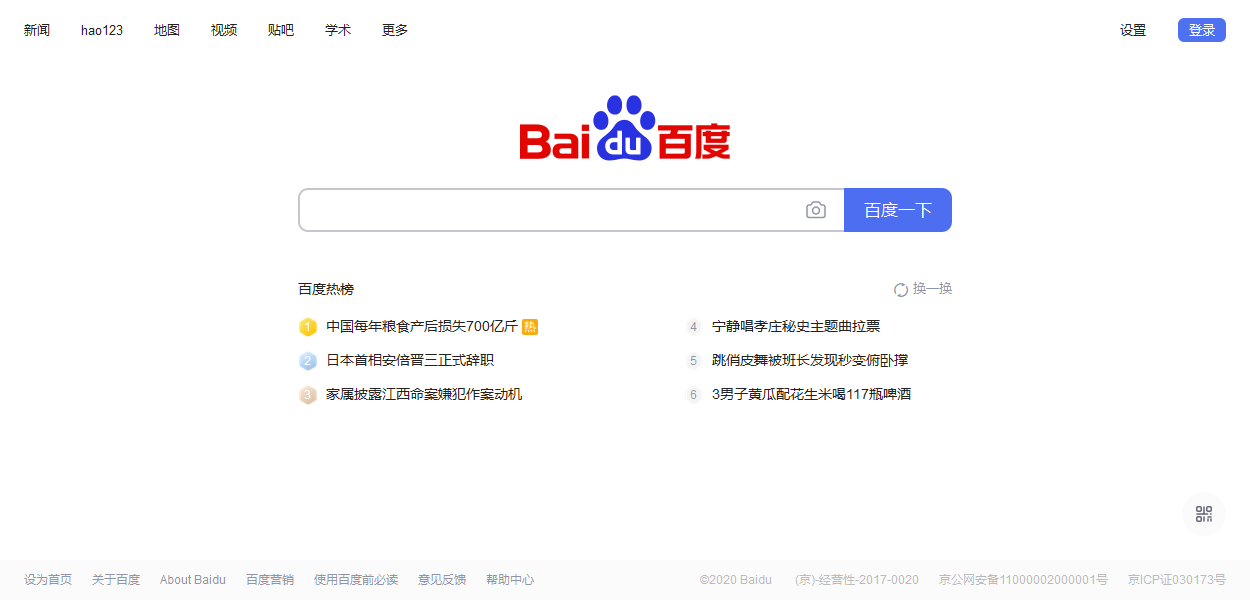 新闻 hao123 地图 视频 贴吧 学术 更多 设置 登录
Bai du 百度
百度一下
百度热榜 换一换
1 中国每年粮食产后损失700亿斤 热
2 日本首相安倍晋三正式辞职
3 家属披露江西命案嫌犯作案动机
4 宁静唱孝庄秘史主题曲拉票
5 跳俏皮舞被班长发现秒变俯卧撑
6 3男子黄瓜配花生米喝117瓶啤酒
设为首页 关于百度 About Baidu 百度营销 使用百度前必读 意见反馈 帮助中心 ©2020 Baidu (京)-经营性-2017-0020 京公网安备11000002000001号 京ICP证030173号